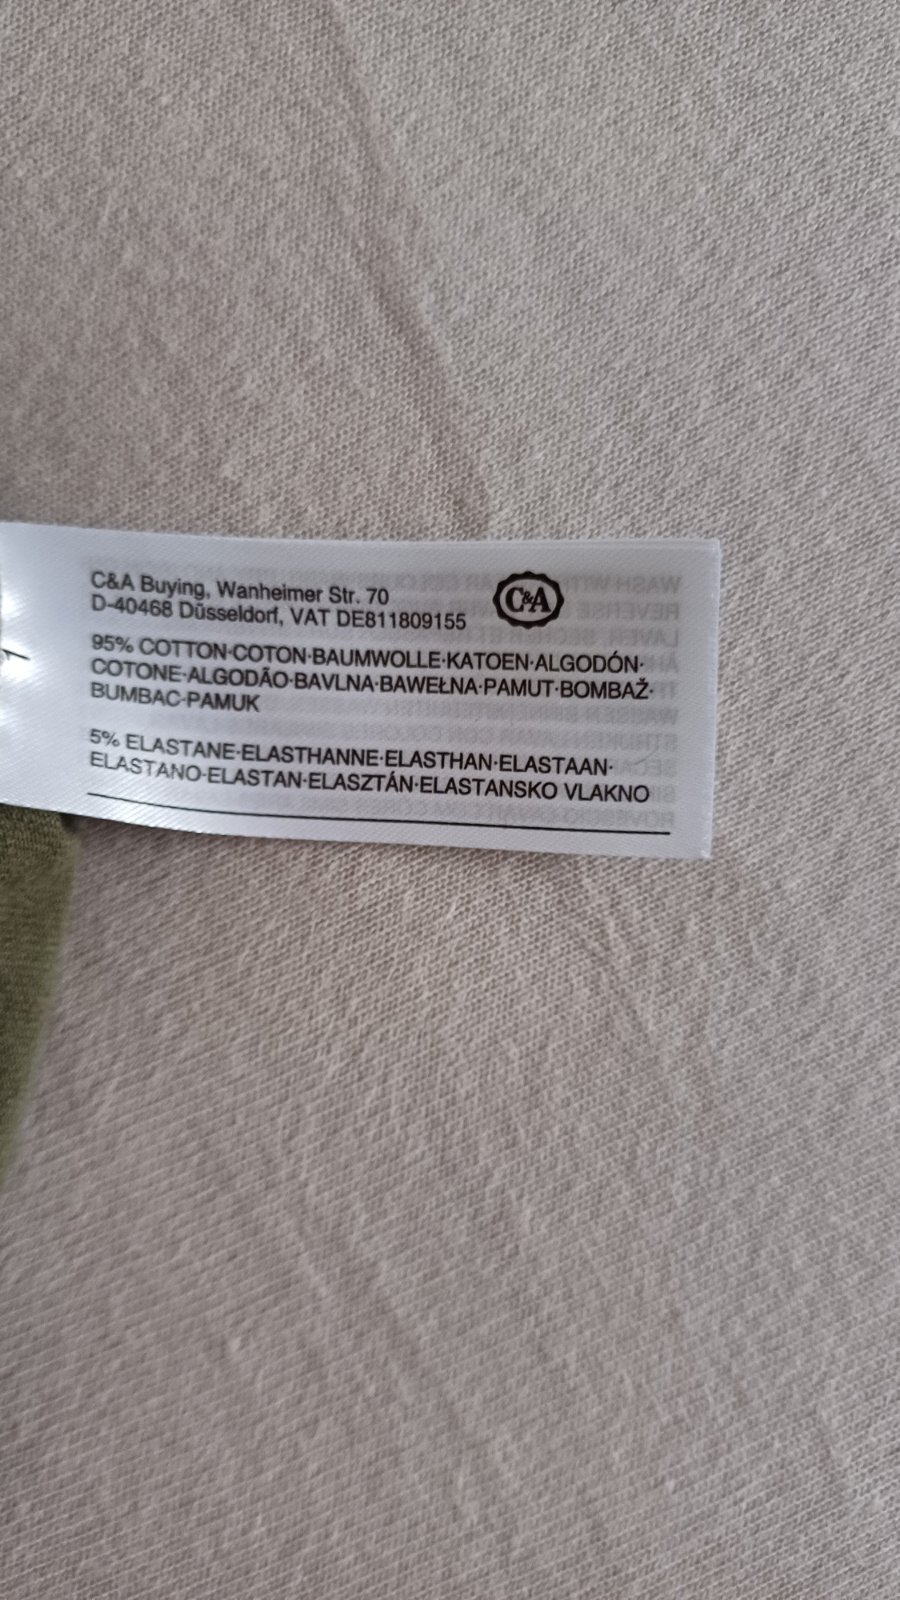 C&A Buying, Wanheimer Str. 70
D-40468 Düsseldorf, VAT DE811809155
C&A
95% COTTON·COTON·BAUMWOLLE·KATOEN·ALGODÓN·
COTONE·ALGODÃO·BAVLNA·BAWEŁNA·PAMUT·BOMBAŽ·
BUMBAC·PAMUK
5% ELASTANE·ELASTHANNE·ELASTHAN·ELASTAAN·
ELASTANO·ELASTAN·ELASZTÁN·ELASTANSKO VLAKNO